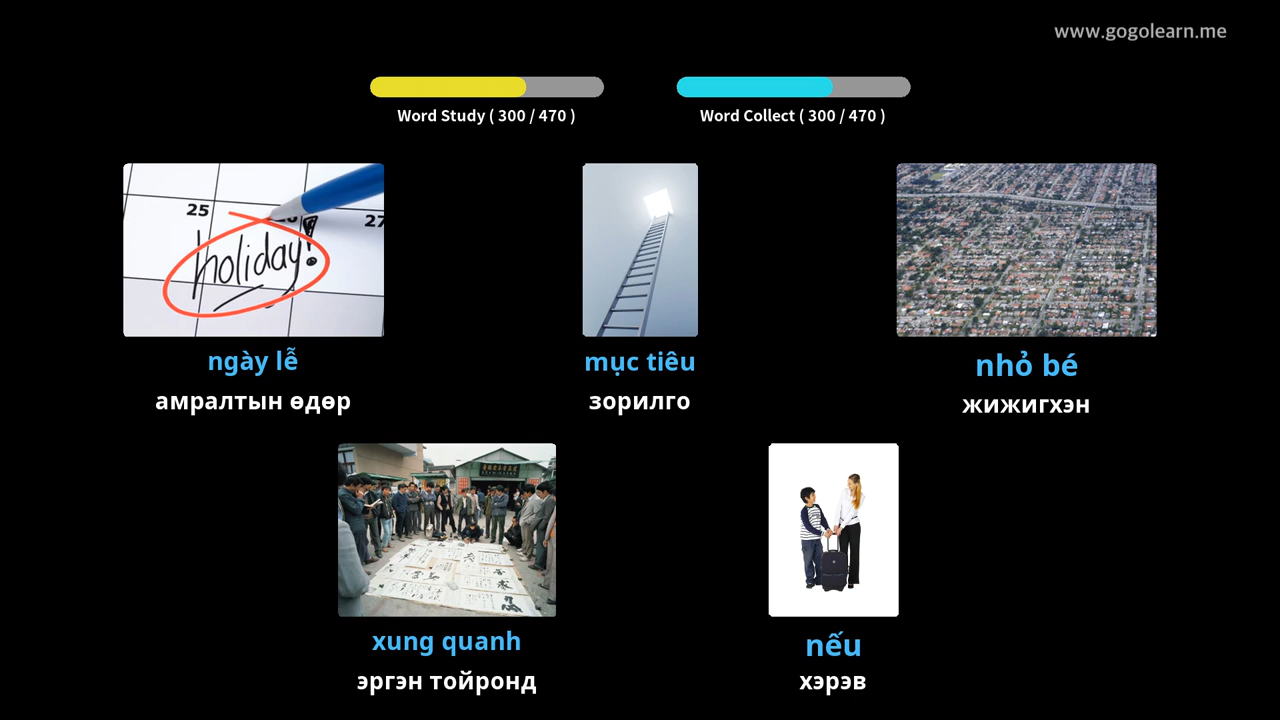 www.gogolearn.me
Word Study ( 300 / 470 )
Word Collect ( 300 / 470 )
25
27
holiday!
ngày lễ
амралтын өдөр
mục tiêu
зорилго
nhỏ bé
жижигхэн
xung quanh
эргэн тойронд
nếu
хэрэв